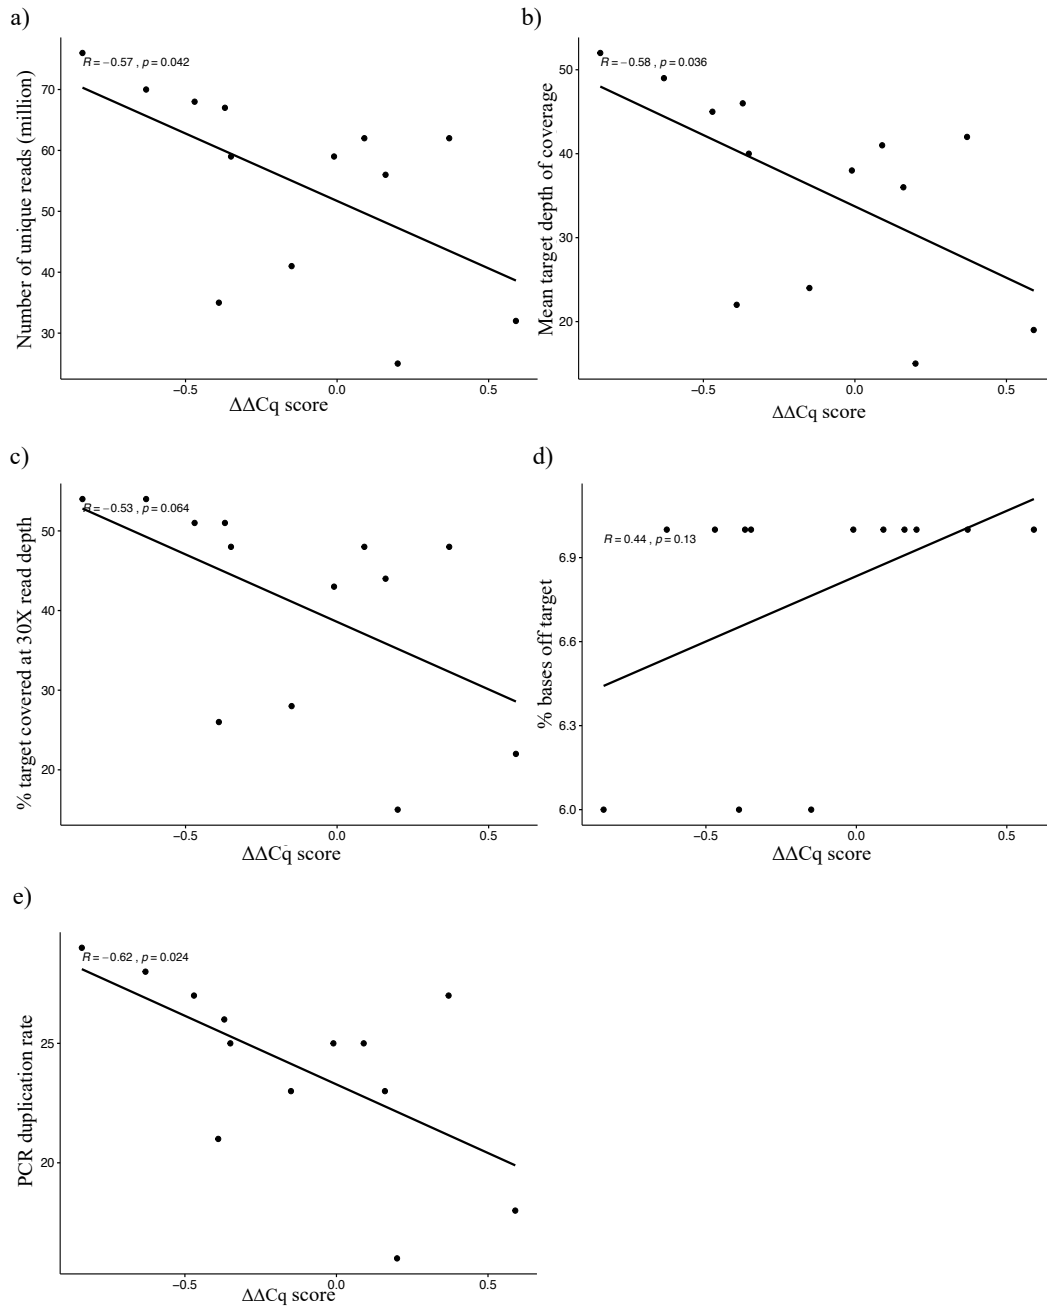 a)
R = −0.57 , p = 0.042
Number of unique reads (million)
70
60
50
40
30
−0.5
0.0
0.5
ΔΔCq score
b)
R = −0.58 , p = 0.036
Mean target depth of coverage
50
40
30
20
−0.5
0.0
0.5
ΔΔCq score
c)
R = −0.53 , p = 0.064
% target covered at 30X read depth
50
40
30
20
−0.5
0.0
0.5
ΔΔCq score
d)
R = 0.44 , p = 0.13
% bases off target
6.9
6.6
6.3
6.0
−0.5
0.0
0.5
ΔΔCq score
e)
R = −0.62 , p = 0.024
PCR duplication rate
25
20
−0.5
0.0
0.5
ΔΔCq score